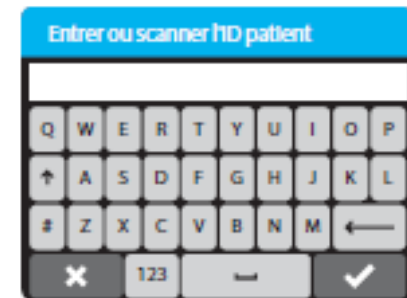 Entrer ou scanner l'ID patient
Q W E R T Y U I O P
↑ A S D F G H J K L
# Z X C V B N M ←
123